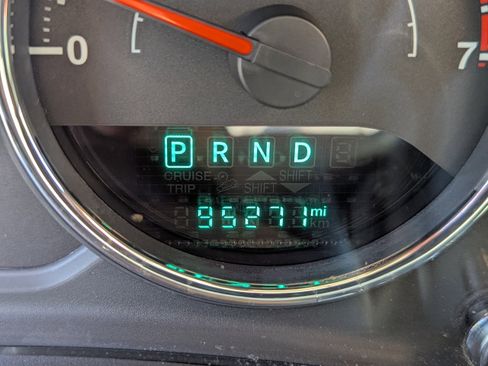 0 7
P R N D
CRUISE SHIFT
TRIP SHIFT
95271 mi
km